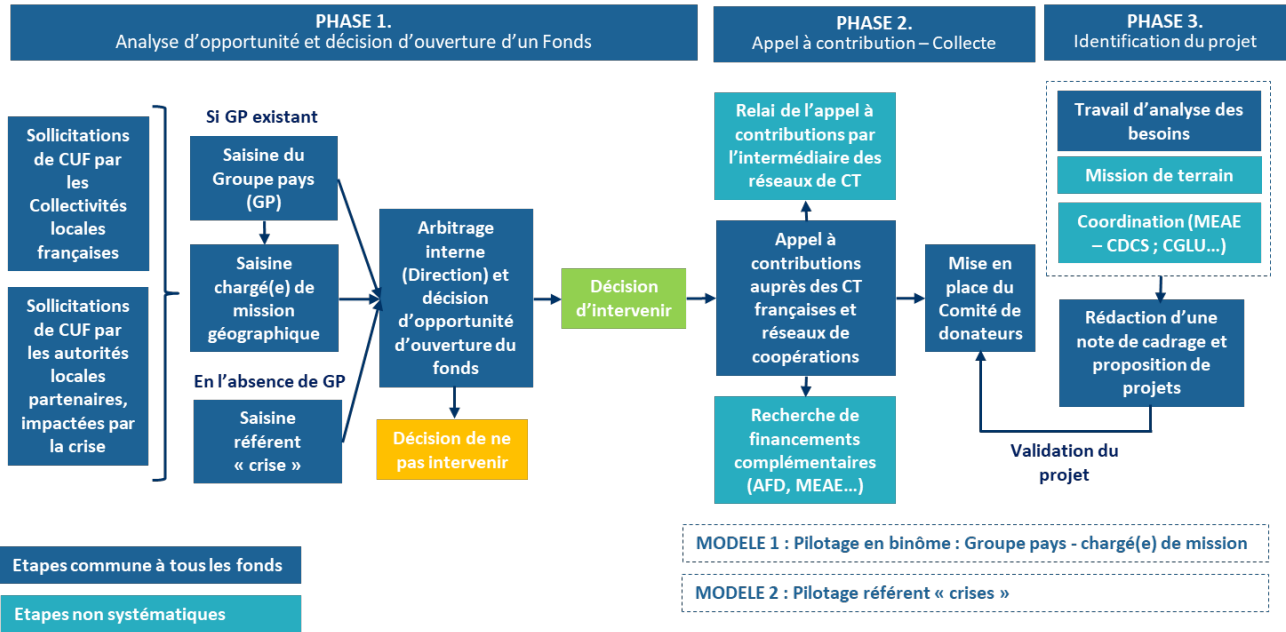 PHASE 1.
Analyse d'opportunité et décision d'ouverture d'un Fonds
PHASE 2.
Appel à contribution – Collecte
PHASE 3.
Identification du projet
Sollicitations
de CUF par
les
Collectivités
locales
françaises
Sollicitations
de CUF par
les autorités
locales
partenaires,
impactées par
la crise
Si GP existant
Saisine du
Groupe pays
(GP)
Saisine
chargé(e) de
mission
géographique
En l'absence de GP
Saisine
référent
« crise »
Arbitrage
interne
(Direction) et
décision
d'opportunité
d'ouverture du
fonds
Décision de ne
pas intervenir
Décision
d'intervenir
Relai de l'appel à
contributions par
l'intermédiaire des
réseaux de CT
Appel à
contributions
auprès des CT
françaises et
réseaux de
coopérations
Recherche de
financements
complémentaires
(AFD, MEAE…)
Mise en
place du
Comité de
donateurs
Travail d'analyse des
besoins
Mission de terrain
Coordination (MEAE
– CDCS ; CGLU…)
Rédaction d'une
note de cadrage et
proposition de
projets
Validation du
projet
MODELE 1 : Pilotage en binôme : Groupe pays - chargé(e) de mission
MODELE 2 : Pilotage référent « crises »
Etapes commune à tous les fonds
Etapes non systématiques